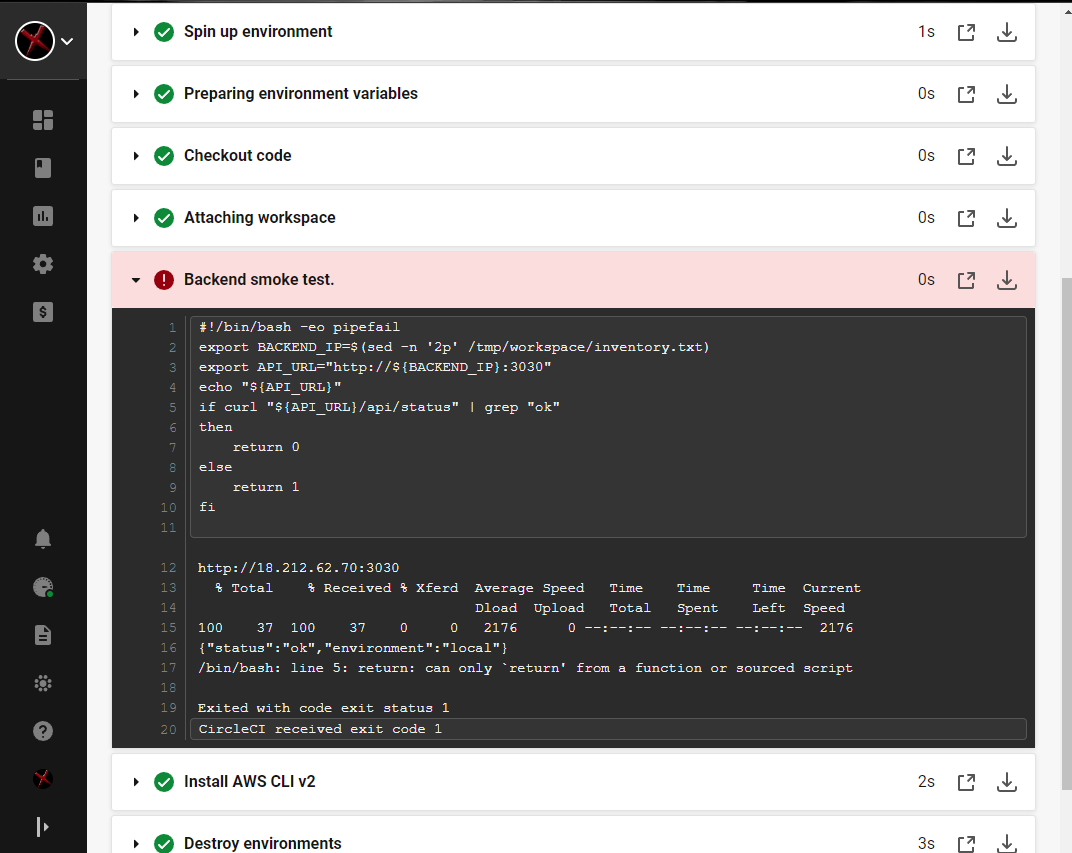 Spin up environment 1s
Preparing environment variables 0s
Checkout code 0s
Attaching workspace 0s
Backend smoke test. 0s
1 #!/bin/bash -eo pipefail
2 export BACKEND_IP=$(sed -n '2p' /tmp/workspace/inventory.txt)
3 export API_URL="http://${BACKEND_IP}:3030"
4 echo "${API_URL}"
5 if curl "${API_URL}/api/status" | grep "ok"
6 then
7     return 0
8 else
9     return 1
10 fi
11
12 http://18.212.62.70:3030
13   % Total    % Received % Xferd  Average Speed   Time    Time     Time  Current
14                                  Dload  Upload   Total   Spent    Left  Speed
15 100    37  100    37    0     0   2176      0 --:--:-- --:--:-- --:--:--  2176
16 {"status":"ok","environment":"local"}
17 /bin/bash: line 5: return: can only `return' from a function or sourced script
18
19 Exited with code exit status 1
20 CircleCI received exit code 1
Install AWS CLI v2 2s
Destroy environments 3s